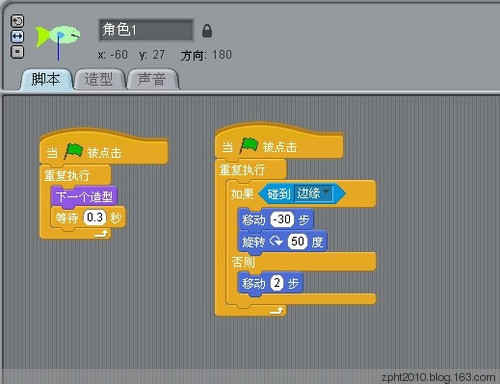 角色1
x: -60 y: 27 方向: 180
脚本 造型 声音
当 被点击
重复执行
下一个造型
等待 0.3 秒
当 被点击
重复执行
如果 碰到 边缘
移动 -30 步
旋转 50 度
否则
移动 2 步
zpht2010.blog.163.com